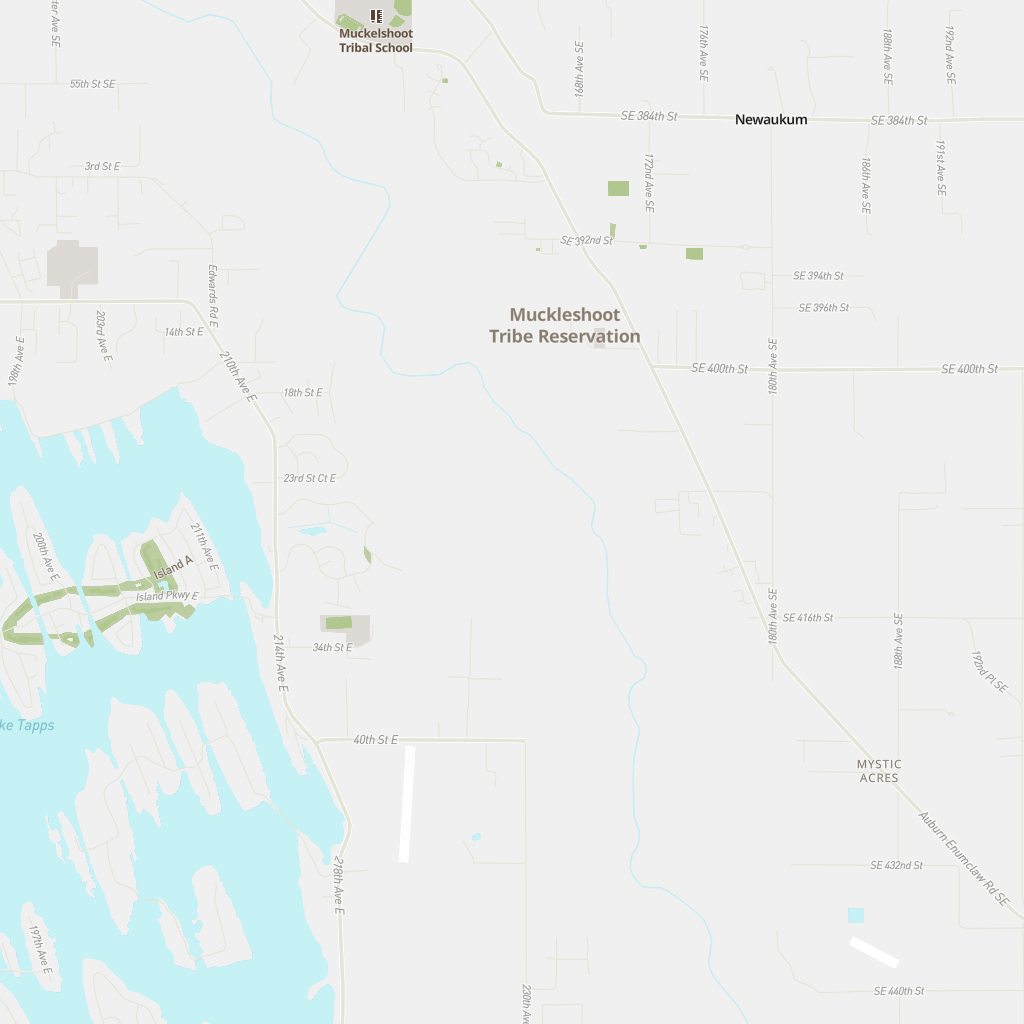 Muckelshoot
Tribal School
176th Ave SE
188th Ave SE
192nd Ave SE
168th Ave SE
55th St SE
SE 384th St
Newaukum
SE 384th St
3rd St E
172nd Ave SE
186th Ave SE
191st Ave SE
SE 392nd St
Edwards Rd E
SE 394th St
SE 396th St
Muckleshoot
Tribe Reservation
203rd Ave E
14th St E
198th Ave E
210th Ave E
180th Ave SE
SE 400th St
SE 400th St
18th St E
23rd St Ct E
200th Ave E
211th Ave E
Island A
Island Pkwy E
180th Ave SE
SE 416th St
188th Ave SE
214th Ave E
34th St E
192nd Pl SE
ke Tapps
40th St E
MYSTIC
ACRES
Auburn Enumclaw Rd SE
218th Ave E
SE 432nd St
197th Ave E
230th Ave
SE 440th St